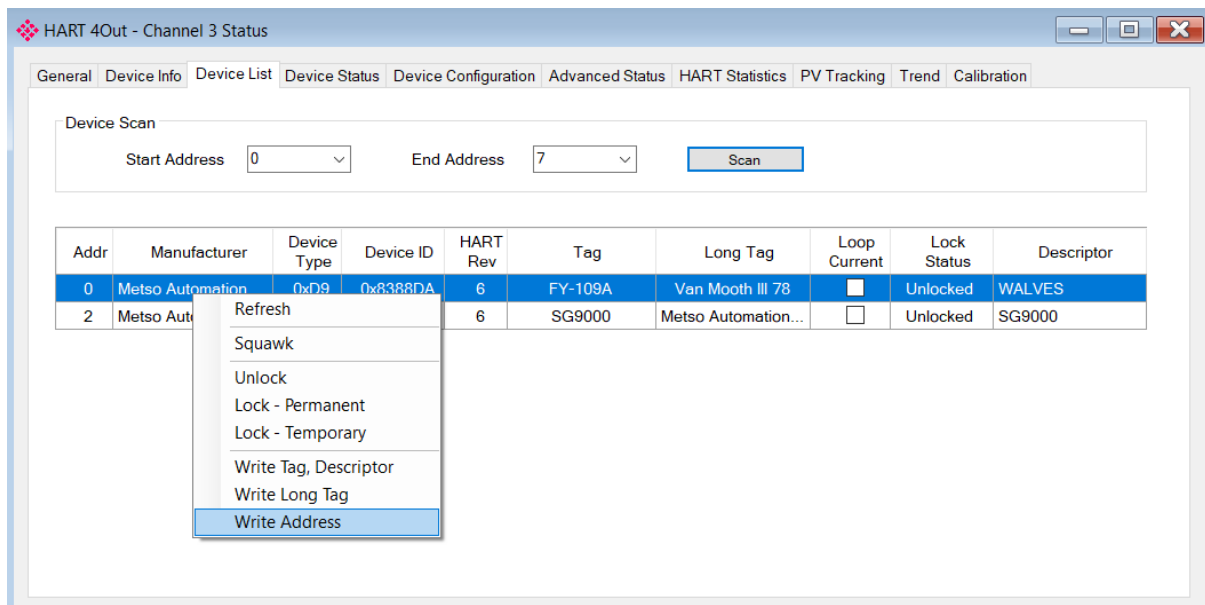 HART 4Out - Channel 3 Status
General Device Info Device List Device Status Device Configuration Advanced Status HART Statistics PV Tracking Trend Calibration
Device Scan
Start Address 0 End Address 7 Scan
Addr Manufacturer Device Type Device ID HART Rev Tag Long Tag Loop Current Lock Status Descriptor
0 Metso Automation 0xD9 0x8388DA 6 FY-109A Van Mooth III 78 Unlocked WALVES
2 Metso 6 SG9000 Metso Automation... Unlocked SG9000
Refresh
Squawk
Unlock
Lock - Permanent
Lock - Temporary
Write Tag, Descriptor
Write Long Tag
Write Address